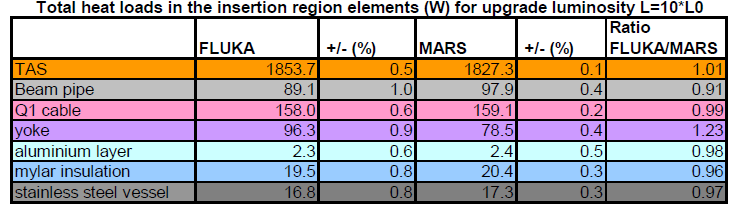 Total heat loads in the insertion region elements (W) for upgrade luminosity L=10*L0
FLUKA +/- (%) MARS +/- (%) Ratio FLUKA/MARS
TAS 1853.7 0.5 1827.3 0.1 1.01
Beam pipe 89.1 1.0 97.9 0.4 0.91
Q1 cable 158.0 0.6 159.1 0.2 0.99
yoke 96.3 0.9 78.5 0.4 1.23
aluminium layer 2.3 0.6 2.4 0.5 0.98
mylar insulation 19.5 0.8 20.4 0.3 0.96
stainless steel vessel 16.8 0.8 17.3 0.3 0.97